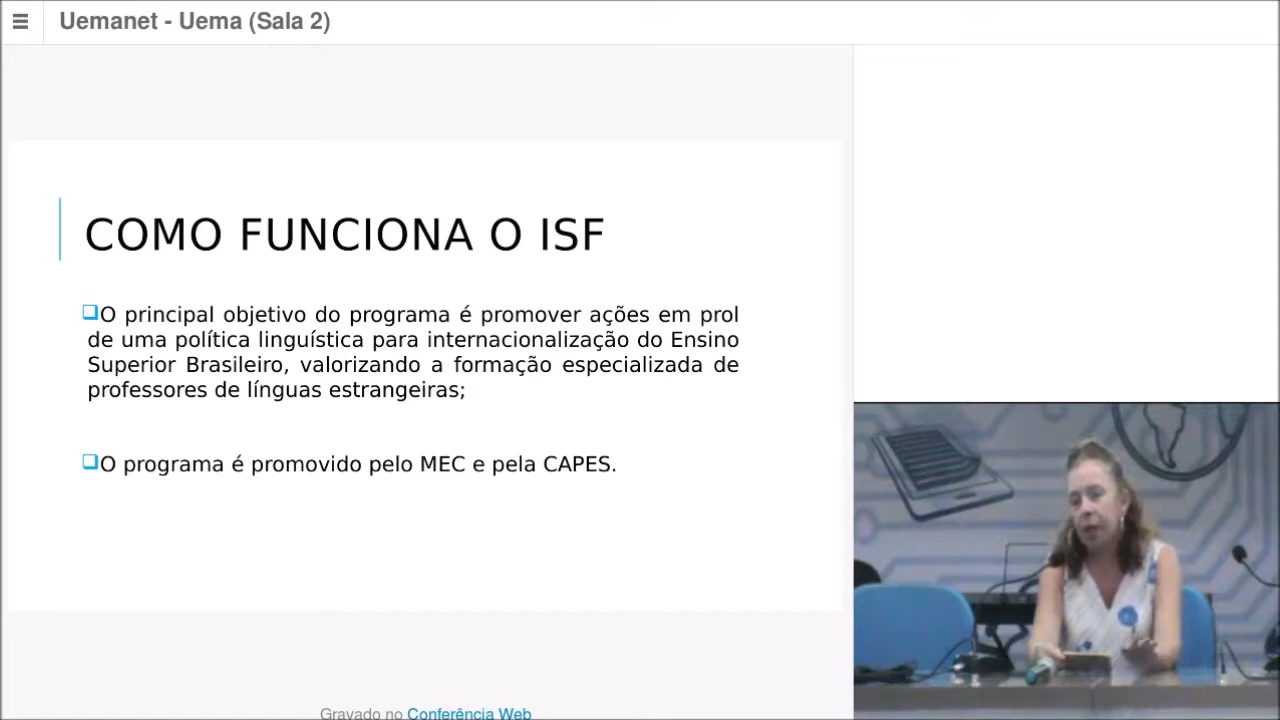 Uemanet - Uema (Sala 2)
COMO FUNCIONA O ISF
O principal objetivo do programa é promover ações em prol
de uma política linguística para internacionalização do Ensino
Superior Brasileiro, valorizando a formação especializada de
professores de línguas estrangeiras;
O programa é promovido pelo MEC e pela CAPES.
Gravado no Conferência Web